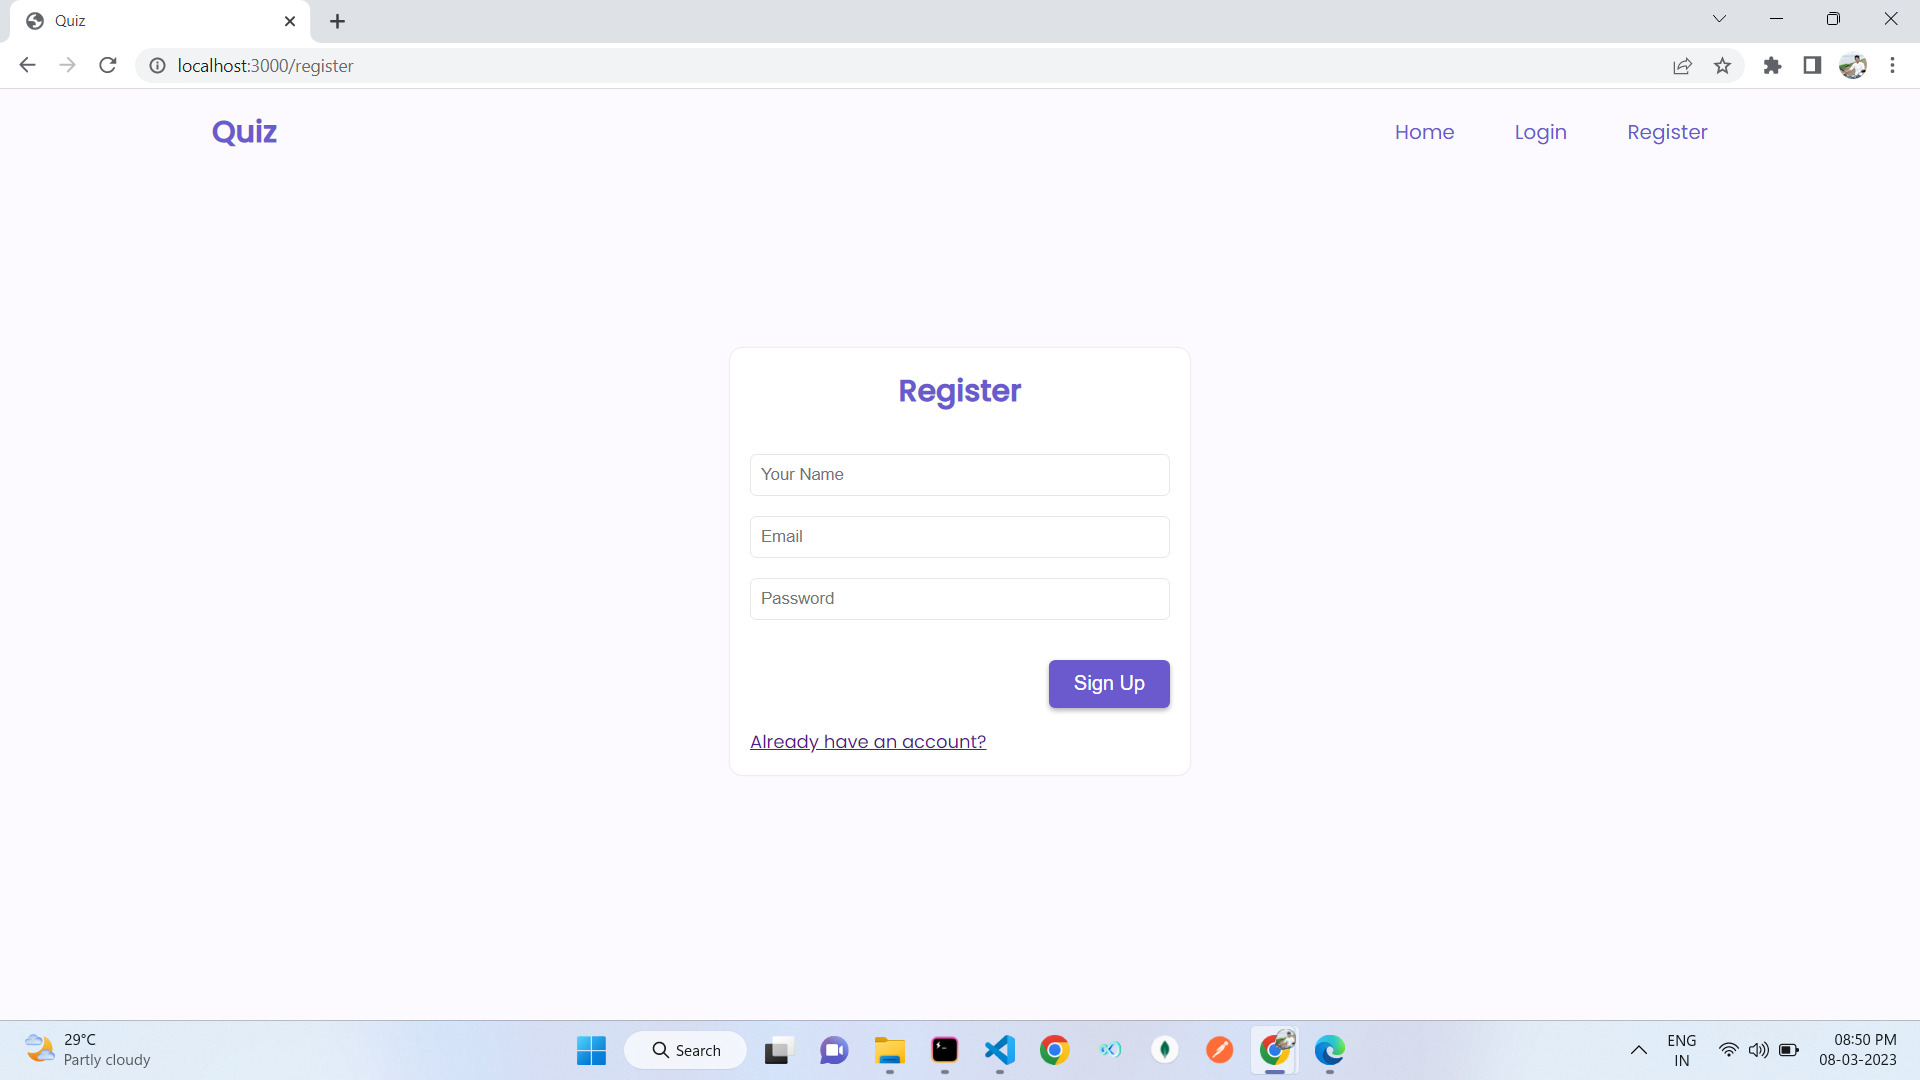 Quiz
localhost:3000/register
Quiz
Home
Login
Register
Register
Your Name
Email
Password
Sign Up
Already have an account?
29°C
Partly cloudy
Search
ENG
IN
08:50 PM
08-03-2023